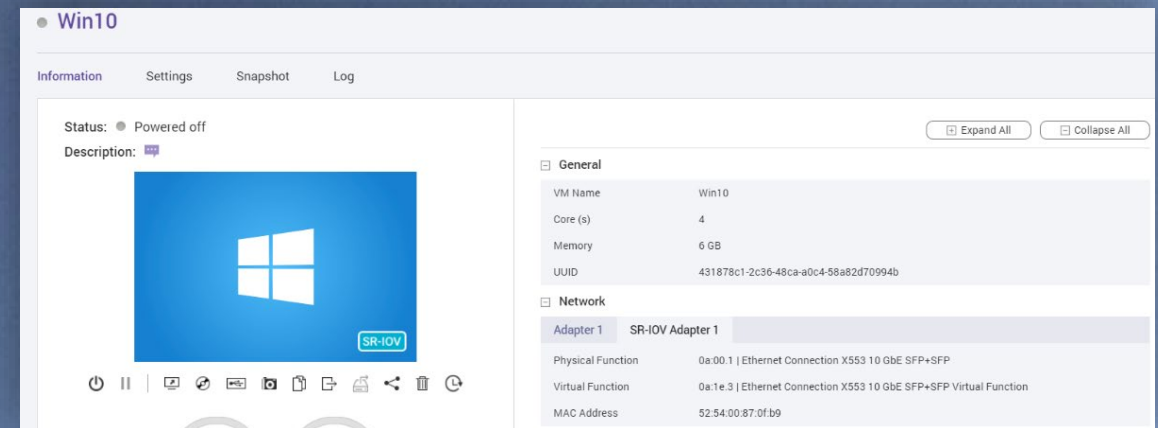 Win10
Information Settings Snapshot Log
Status: Powered off
Description:
SR-IOV
Expand All Collapse All
General
VM Name Win10
Core (s) 4
Memory 6 GB
UUID 431878c1-2c36-48ca-a0c4-58a82d70994b
Network
Adapter 1 SR-IOV Adapter 1
Physical Function 0a:00.1 | Ethernet Connection X553 10 GbE SFP+SFP
Virtual Function 0a:1e.3 | Ethernet Connection X553 10 GbE SFP+SFP Virtual Function
MAC Address 52:54:00:87:0f:b9